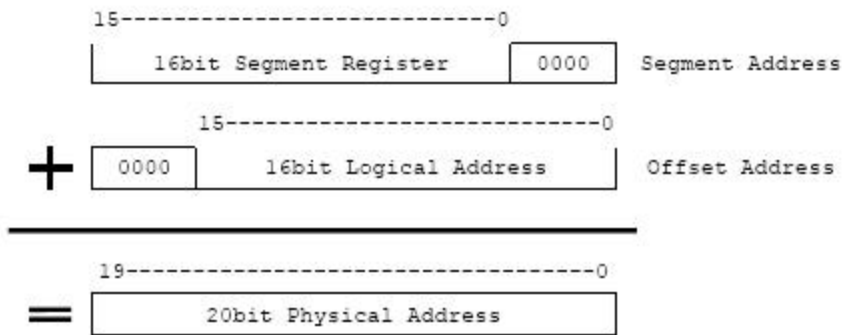 15----------------------------0
16bit Segment Register 0000 Segment Address
15----------------------------0
+ 0000 16bit Logical Address Offset Address
19-----------------------------------0
= 20bit Physical Address